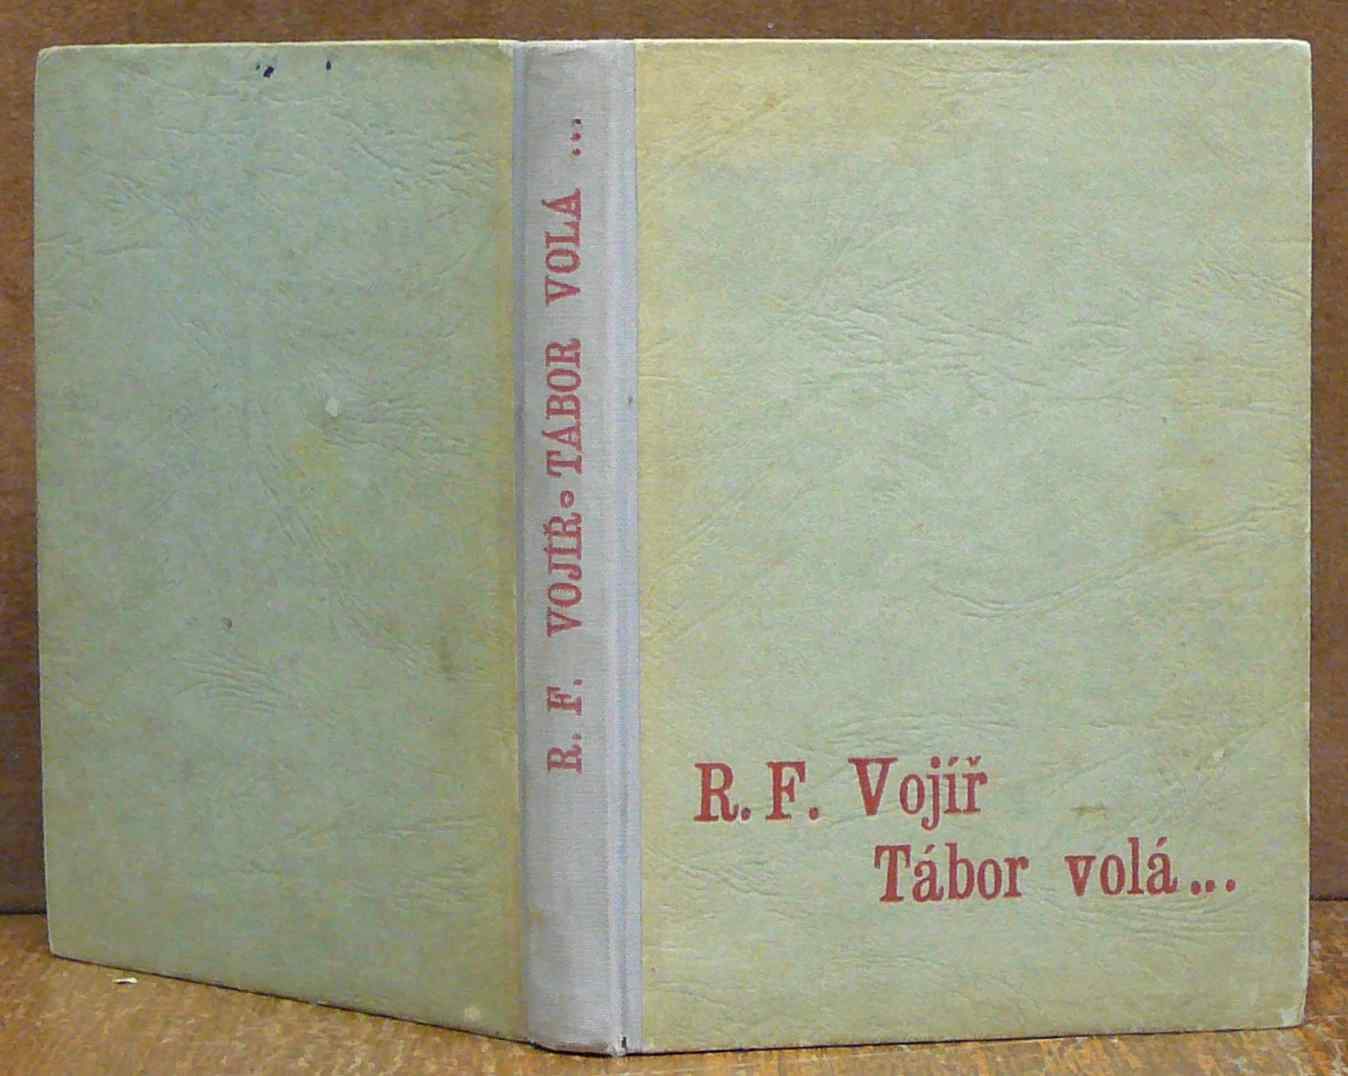 R. F. VOJÍŘ • TÁBOR VOLÁ ...
R. F. Vojíř
Tábor volá...